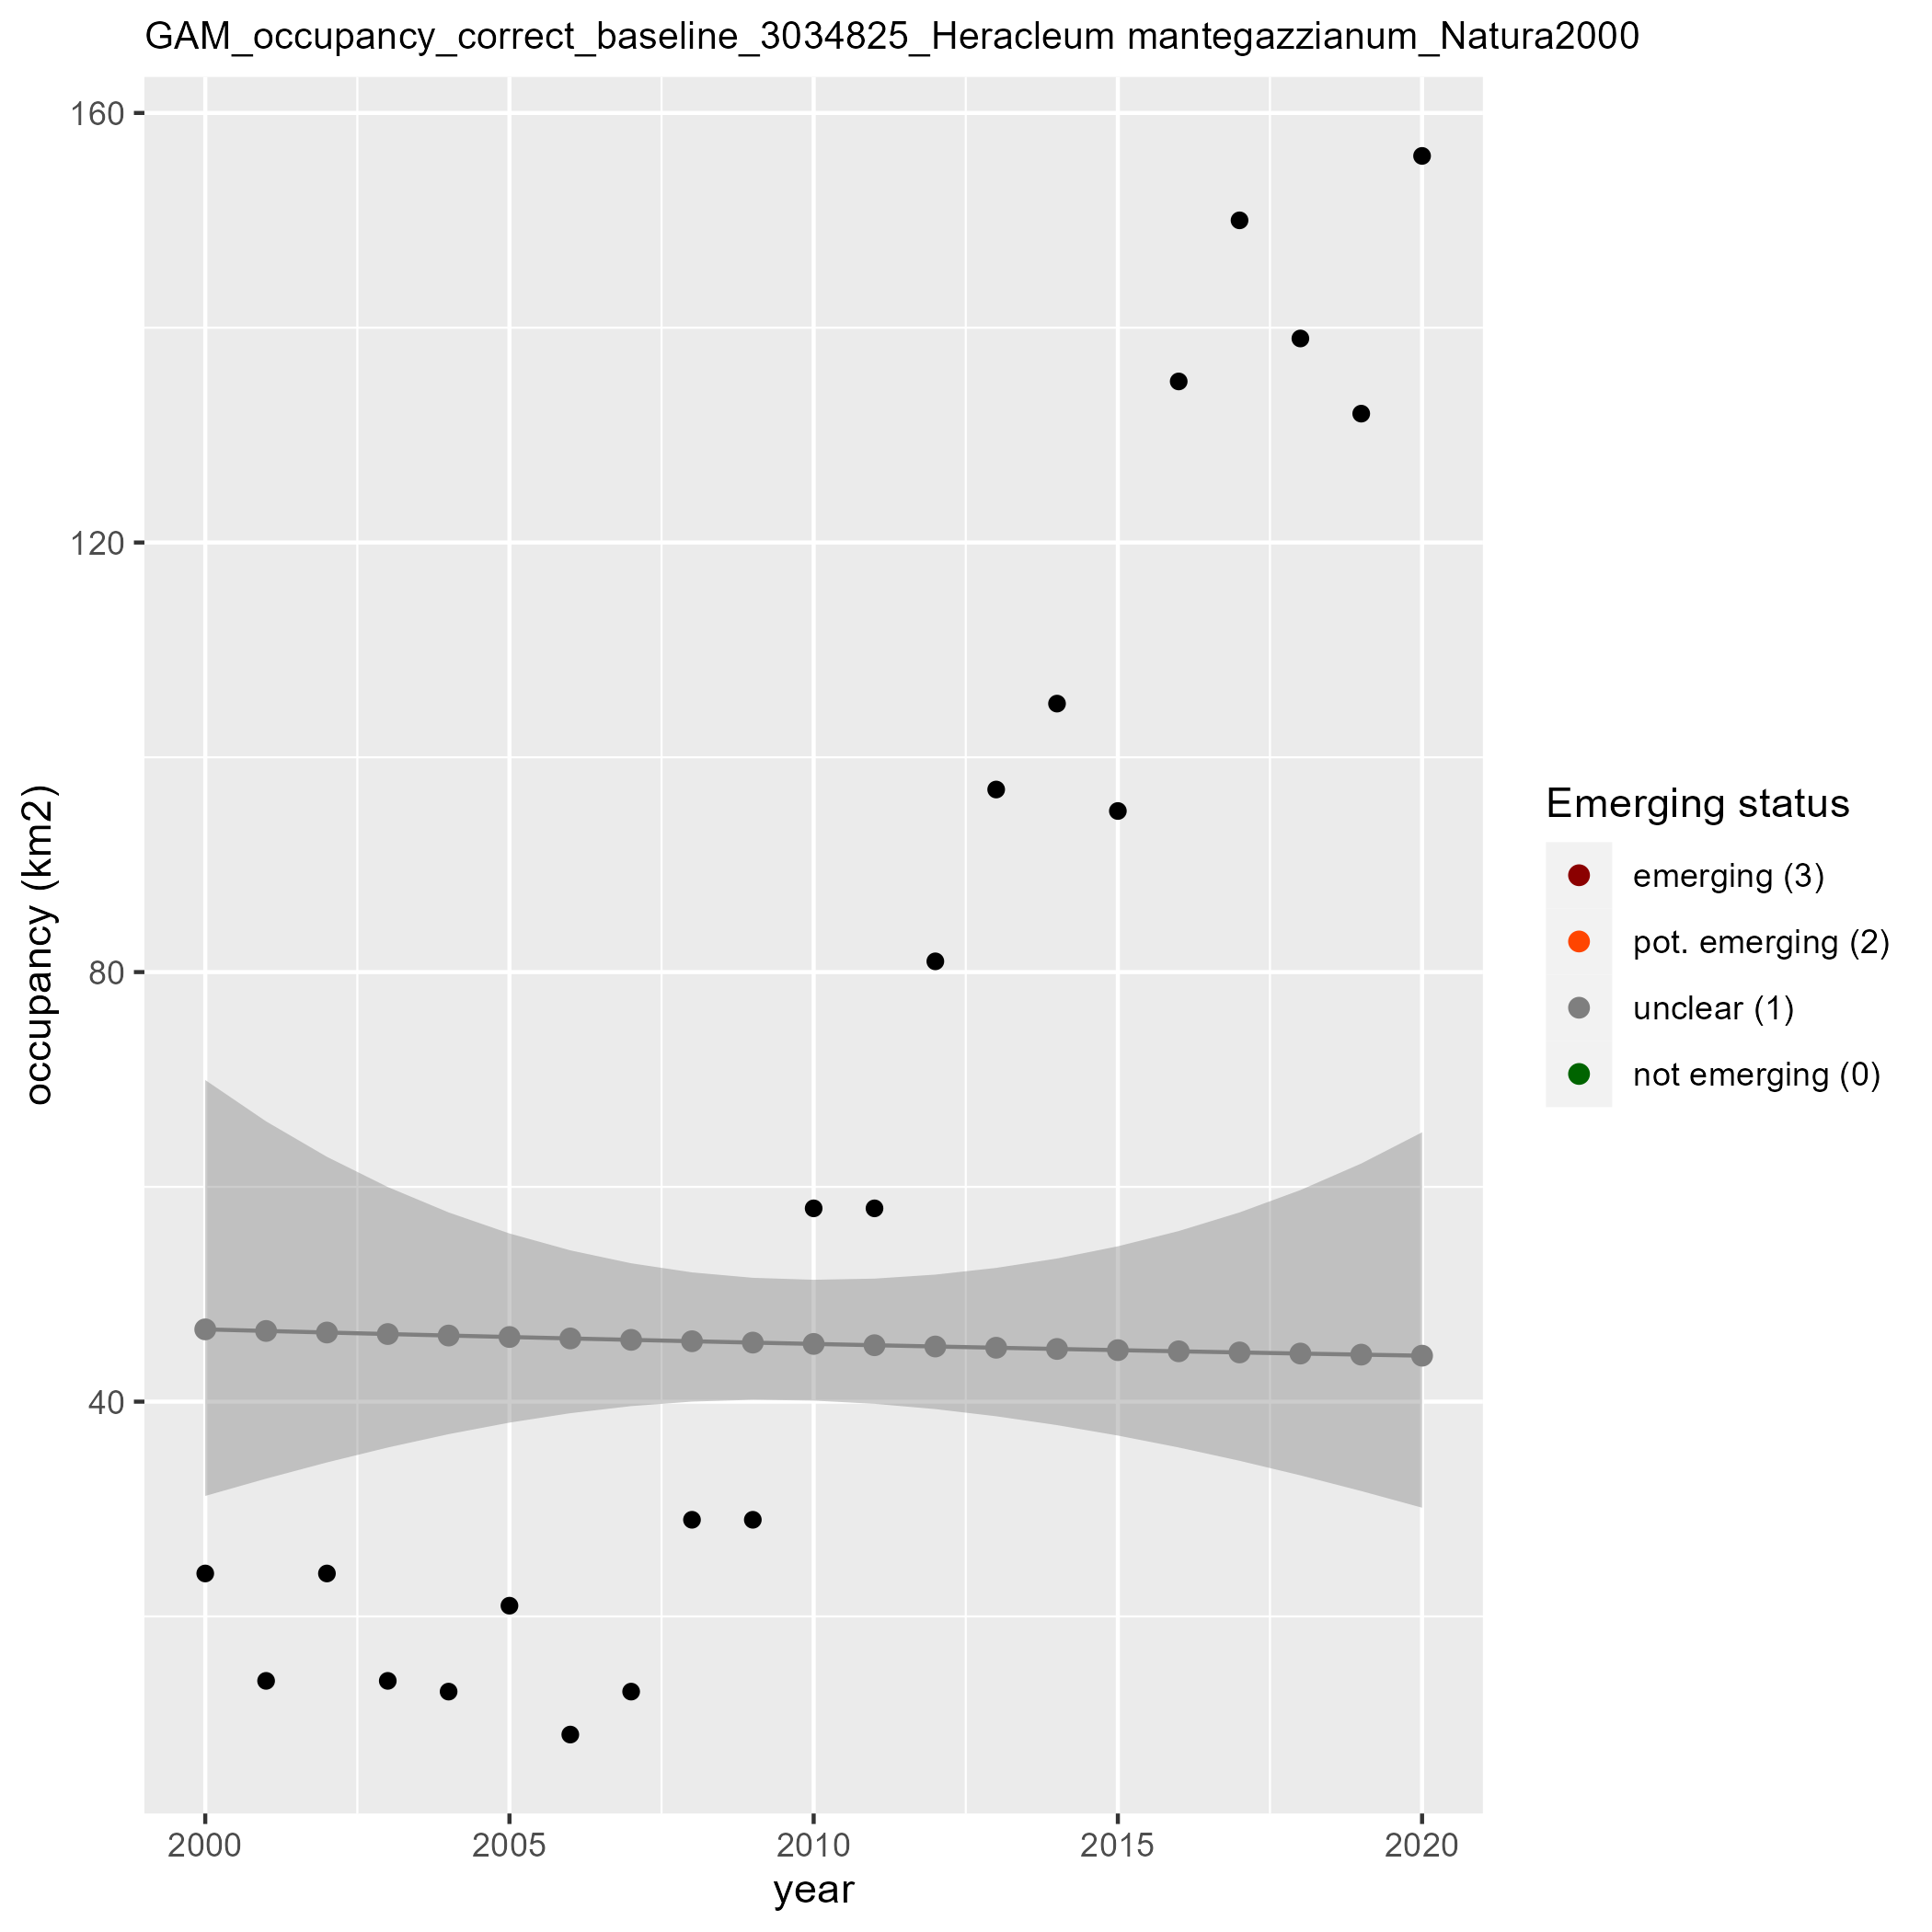 GAM_occupancy_correct_baseline_3034825_Heracleum mantegazzianum_Natura2000
160
120
80
40
occupancy (km2)
2000
2005
2010
2015
2020
year
Emerging status
emerging (3)
pot. emerging (2)
unclear (1)
not emerging (0)